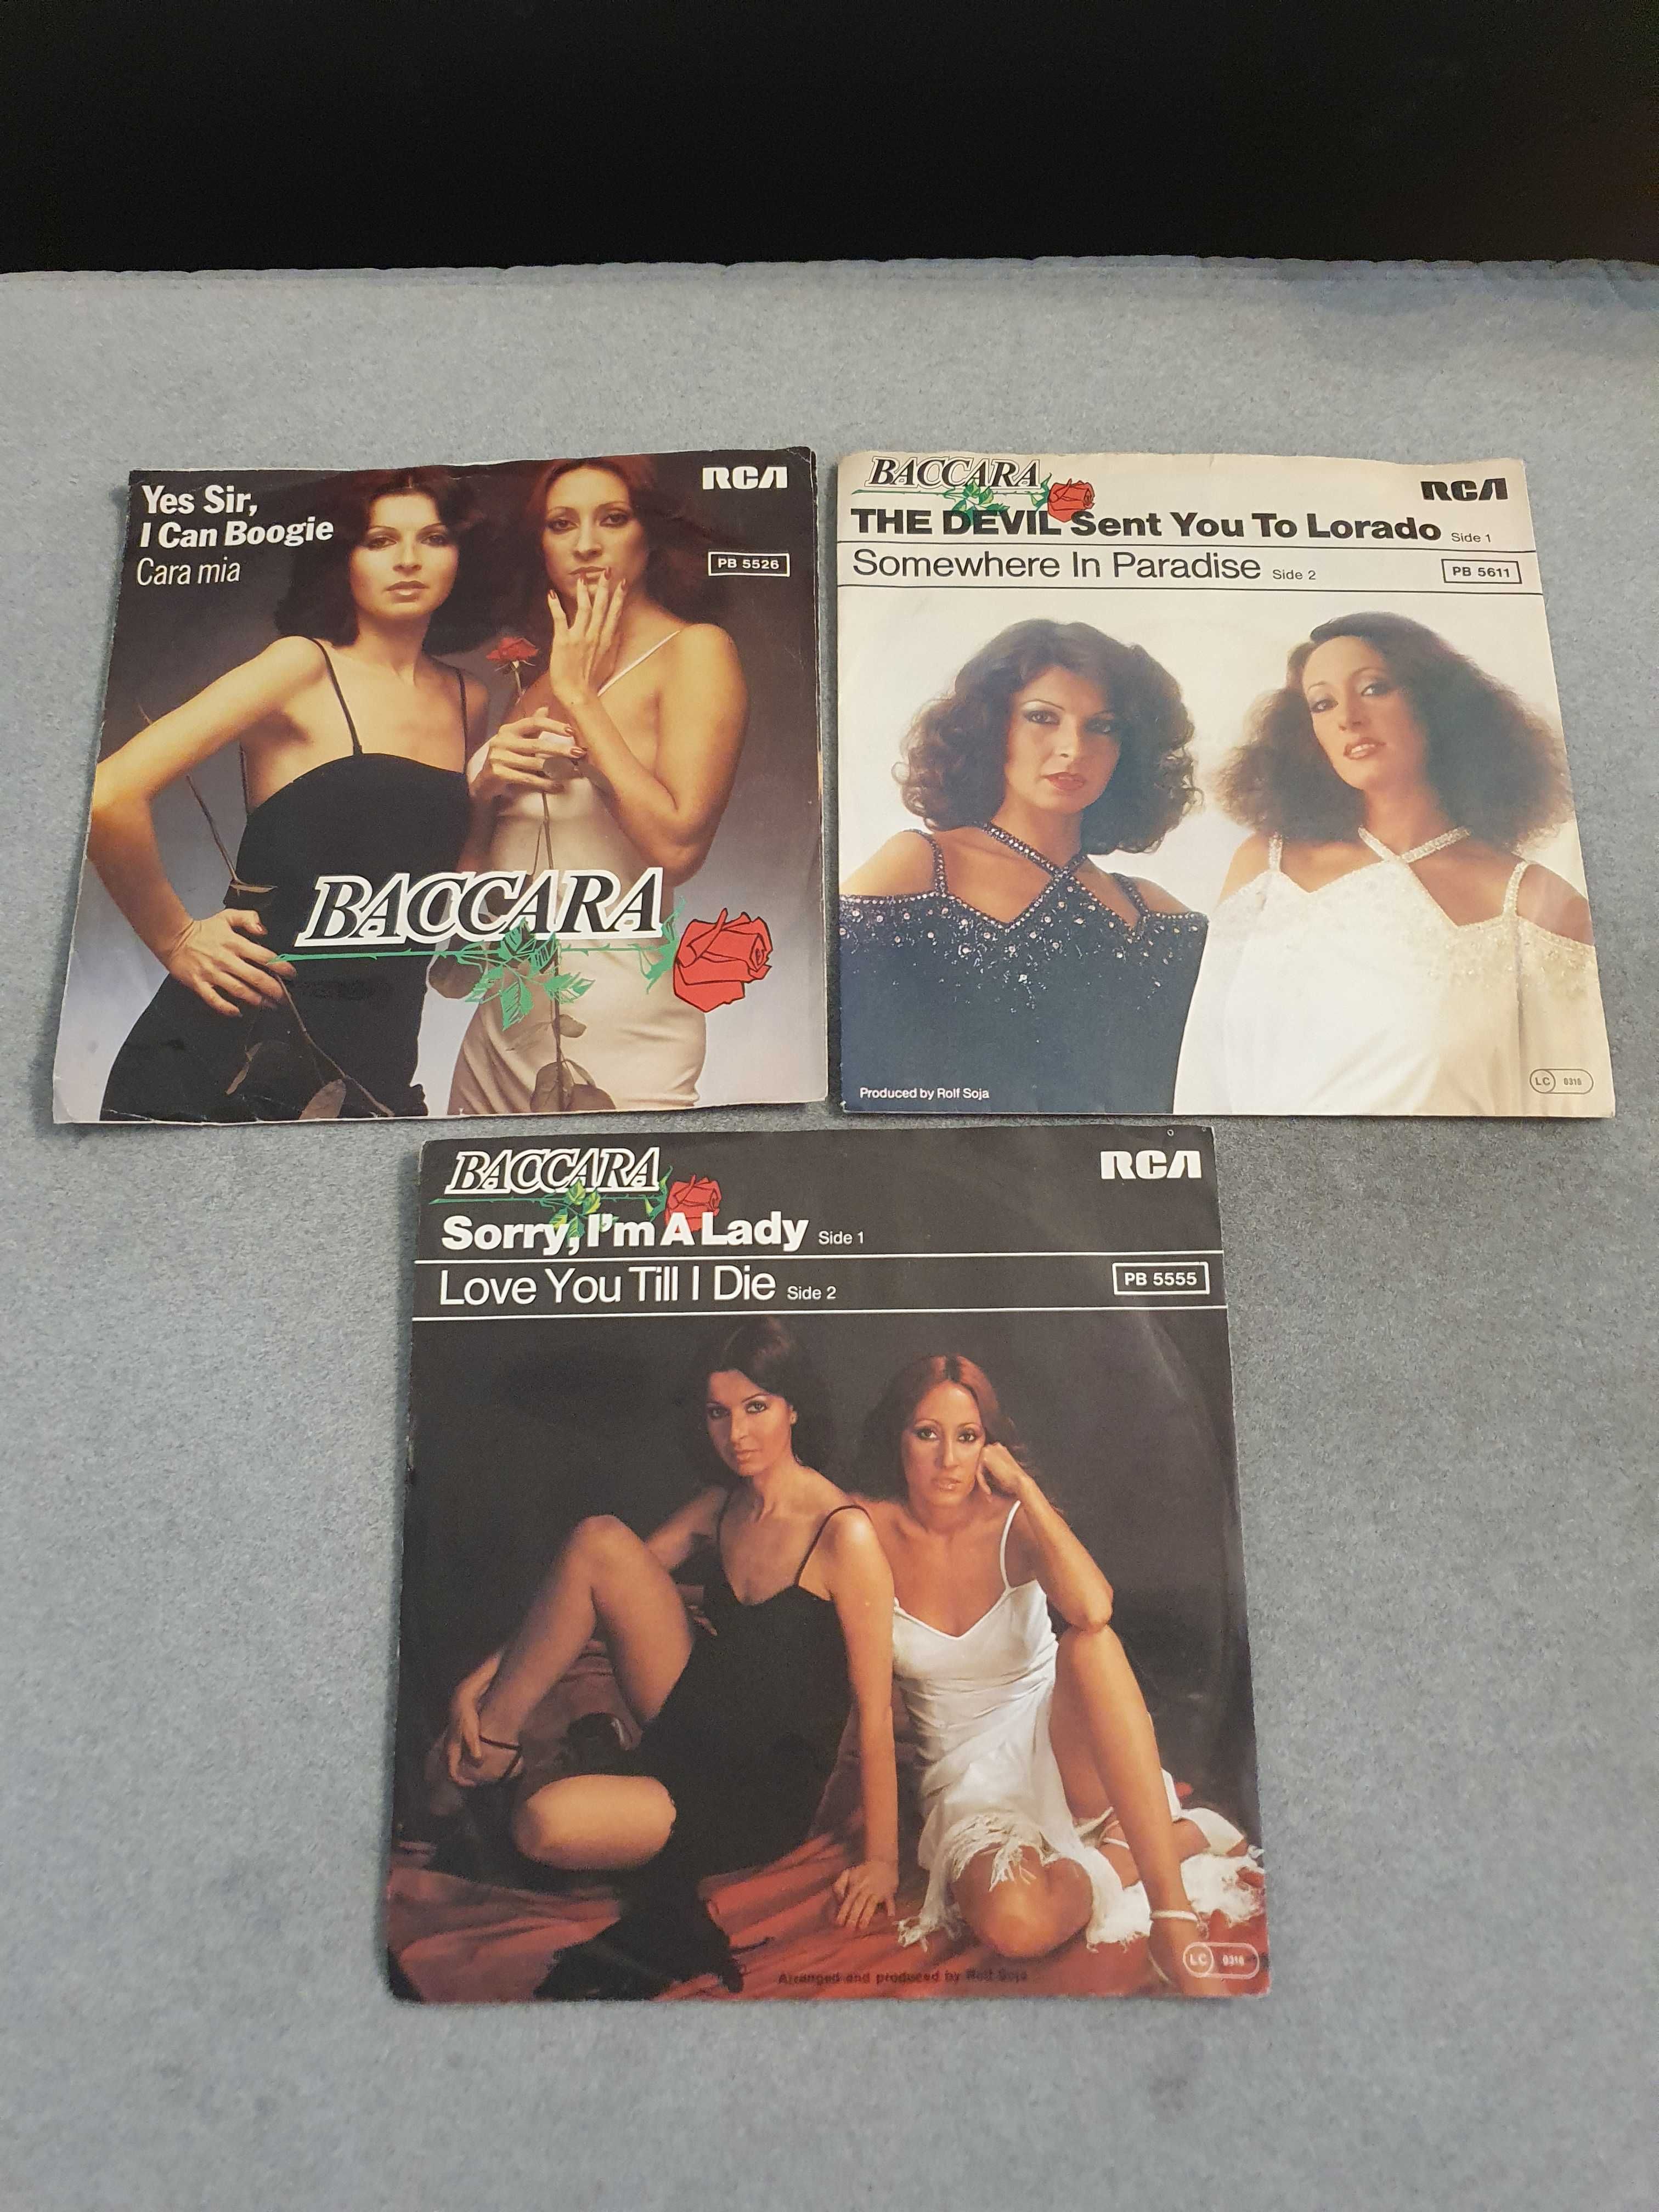 Yes Sir,
I Can Boogie
Cara mia
RCA
PB 5526
BACCARA
BACCARA
RCA
THE DEVIL Sent You To Lorado Side 1
Somewhere In Paradise Side 2
PB 5611
Produced by Rolf Soja
LC 0316
BACCARA
RCA
Sorry, I'm A Lady Side 1
Love You Till I Die Side 2
PB 5555
Arranged and produced by Rolf Soja
LC 0316